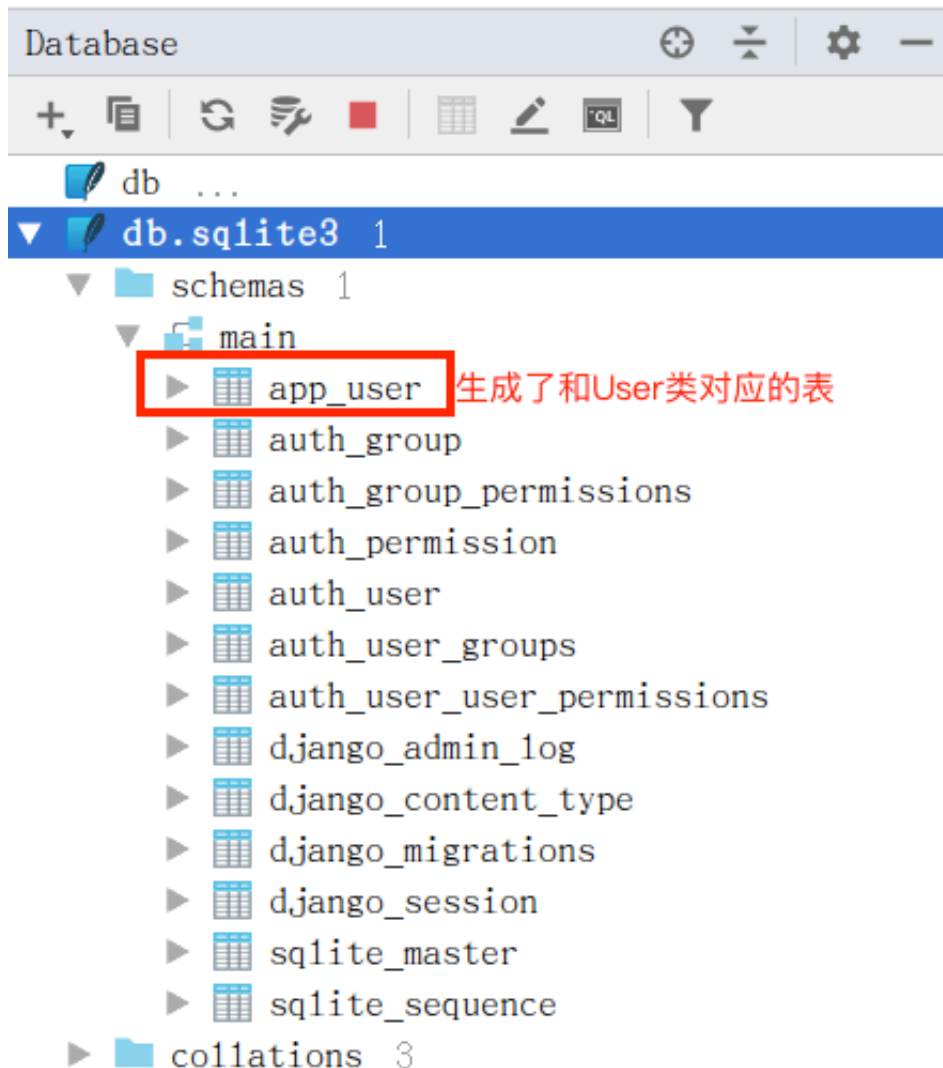 Database
QL
db ...
db.sqlite3 1
schemas 1
main
app_user 生成了和User类对应的表
auth_group
auth_group_permissions
auth_permission
auth_user
auth_user_groups
auth_user_user_permissions
django_admin_log
django_content_type
django_migrations
django_session
sqlite_master
sqlite_sequence
collations 3